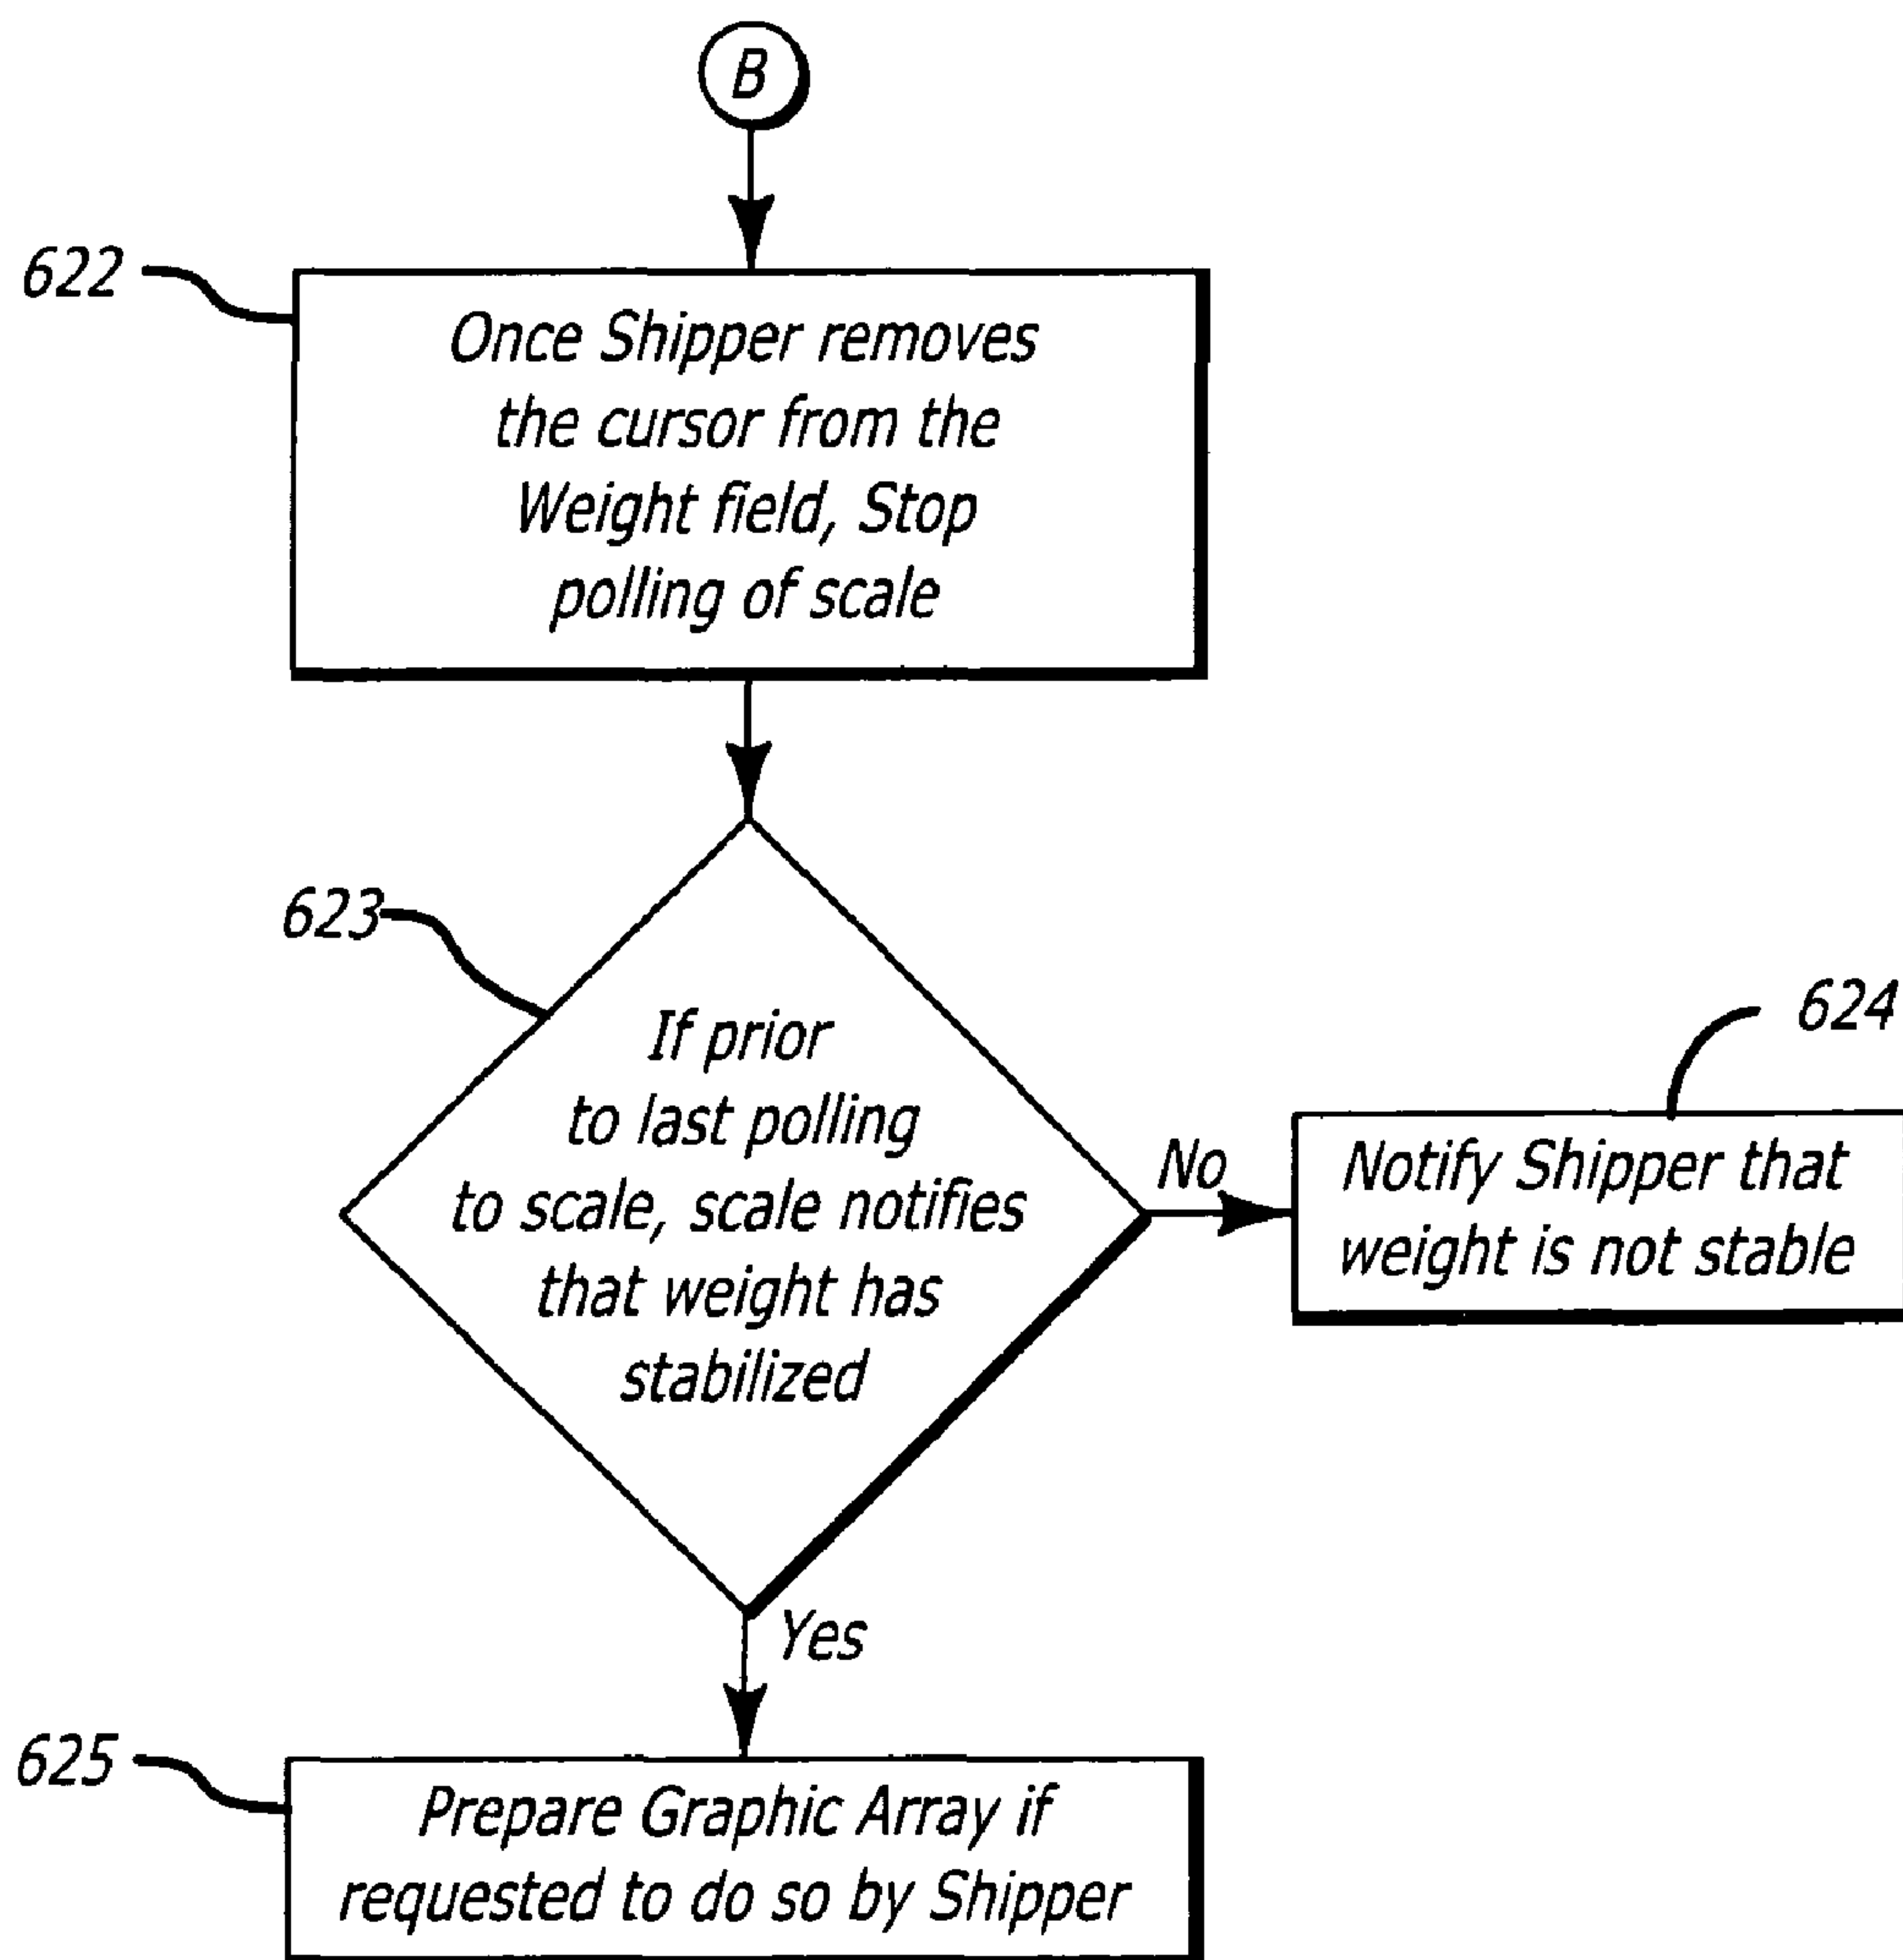 B
622
Once Shipper removes
the cursor from the
Weight field, Stop
polling of scale
623
If prior
to last polling
to scale, scale notifies
that weight has
stabilized
No
624
Notify Shipper that
weight is not stable
Yes
625
Prepare Graphic Array if
requested to do so by Shipper